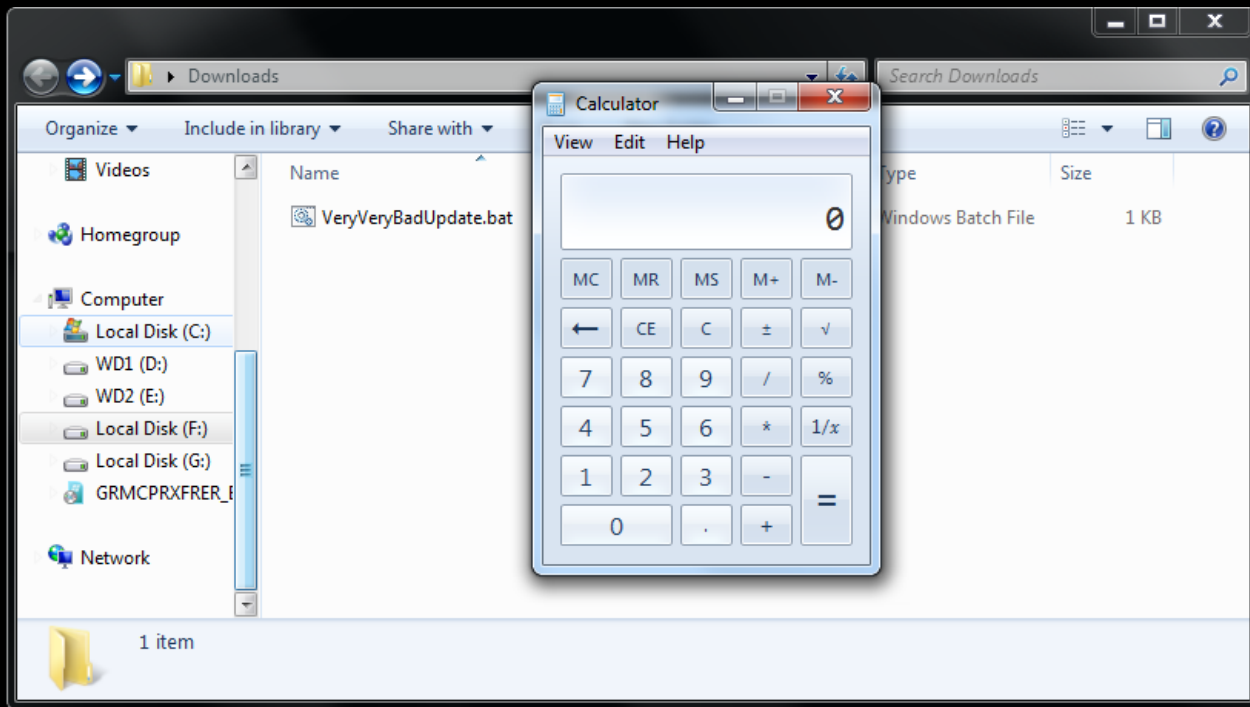 Downloads
Search Downloads
Organize
Include in library
Share with
Videos
Homegroup
Computer
Local Disk (C:)
WD1 (D:)
WD2 (E:)
Local Disk (F:)
Local Disk (G:)
GRMCPRXFRER_E
Network
Name
Type
Size
VeryVeryBadUpdate.bat
Windows Batch File
1 KB
Calculator
View Edit Help
0
MC MR MS M+ M-
← CE C ± √
7 8 9 / %
4 5 6 * 1/x
1 2 3 - =
0 . +
1 item